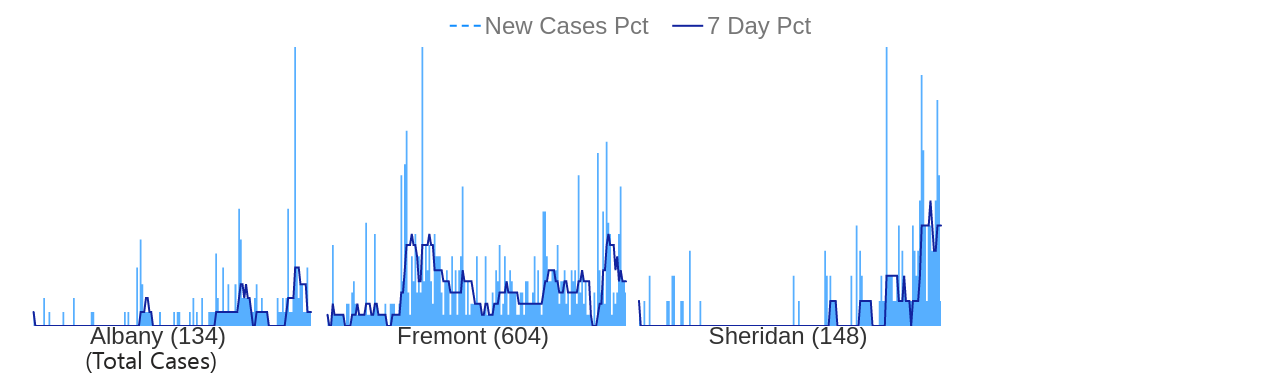 New Cases Pct 7 Day Pct
Albany (134) Fremont (604) Sheridan (148)
(Total Cases)